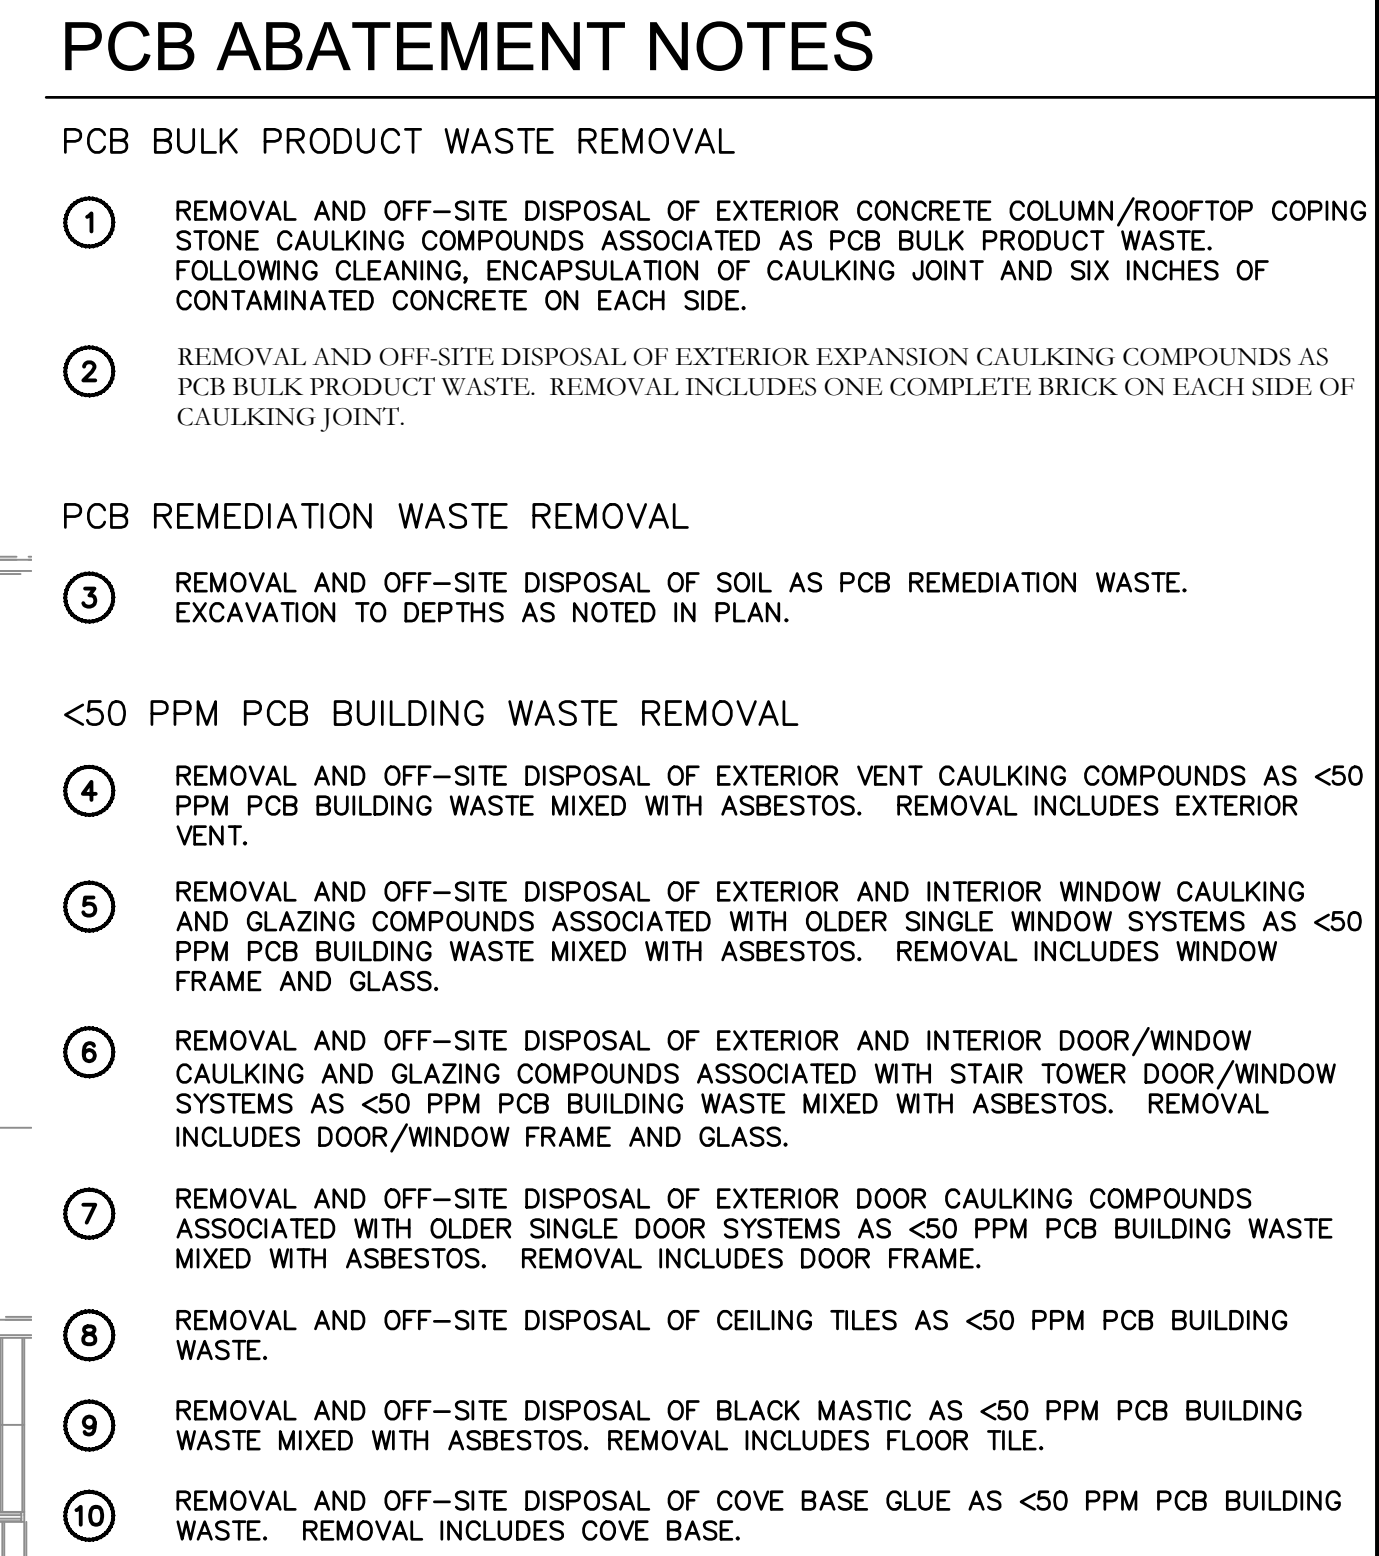 PCB ABATEMENT NOTES
PCB BULK PRODUCT WASTE REMOVAL
1 REMOVAL AND OFF-SITE DISPOSAL OF EXTERIOR CONCRETE COLUMN/ROOFTOP COPING
STONE CAULKING COMPOUNDS ASSOCIATED AS PCB BULK PRODUCT WASTE.
FOLLOWING CLEANING, ENCAPSULATION OF CAULKING JOINT AND SIX INCHES OF
CONTAMINATED CONCRETE ON EACH SIDE.
2 REMOVAL AND OFF-SITE DISPOSAL OF EXTERIOR EXPANSION CAULKING COMPOUNDS AS
PCB BULK PRODUCT WASTE. REMOVAL INCLUDES ONE COMPLETE BRICK ON EACH SIDE OF
CAULKING JOINT.
PCB REMEDIATION WASTE REMOVAL
3 REMOVAL AND OFF-SITE DISPOSAL OF SOIL AS PCB REMEDIATION WASTE.
EXCAVATION TO DEPTHS AS NOTED IN PLAN.
<50 PPM PCB BUILDING WASTE REMOVAL
4 REMOVAL AND OFF-SITE DISPOSAL OF EXTERIOR VENT CAULKING COMPOUNDS AS <50
PPM PCB BUILDING WASTE MIXED WITH ASBESTOS. REMOVAL INCLUDES EXTERIOR
VENT.
5 REMOVAL AND OFF-SITE DISPOSAL OF EXTERIOR AND INTERIOR WINDOW CAULKING
AND GLAZING COMPOUNDS ASSOCIATED WITH OLDER SINGLE WINDOW SYSTEMS AS <50
PPM PCB BUILDING WASTE MIXED WITH ASBESTOS. REMOVAL INCLUDES WINDOW
FRAME AND GLASS.
6 REMOVAL AND OFF-SITE DISPOSAL OF EXTERIOR AND INTERIOR DOOR/WINDOW
CAULKING AND GLAZING COMPOUNDS ASSOCIATED WITH STAIR TOWER DOOR/WINDOW
SYSTEMS AS <50 PPM PCB BUILDING WASTE MIXED WITH ASBESTOS. REMOVAL
INCLUDES DOOR/WINDOW FRAME AND GLASS.
7 REMOVAL AND OFF-SITE DISPOSAL OF EXTERIOR DOOR CAULKING COMPOUNDS
ASSOCIATED WITH OLDER SINGLE DOOR SYSTEMS AS <50 PPM PCB BUILDING WASTE
MIXED WITH ASBESTOS. REMOVAL INCLUDES DOOR FRAME.
8 REMOVAL AND OFF-SITE DISPOSAL OF CEILING TILES AS <50 PPM PCB BUILDING
WASTE.
9 REMOVAL AND OFF-SITE DISPOSAL OF BLACK MASTIC AS <50 PPM PCB BUILDING
WASTE MIXED WITH ASBESTOS. REMOVAL INCLUDES FLOOR TILE.
10 REMOVAL AND OFF-SITE DISPOSAL OF COVE BASE GLUE AS <50 PPM PCB BUILDING
WASTE. REMOVAL INCLUDES COVE BASE.